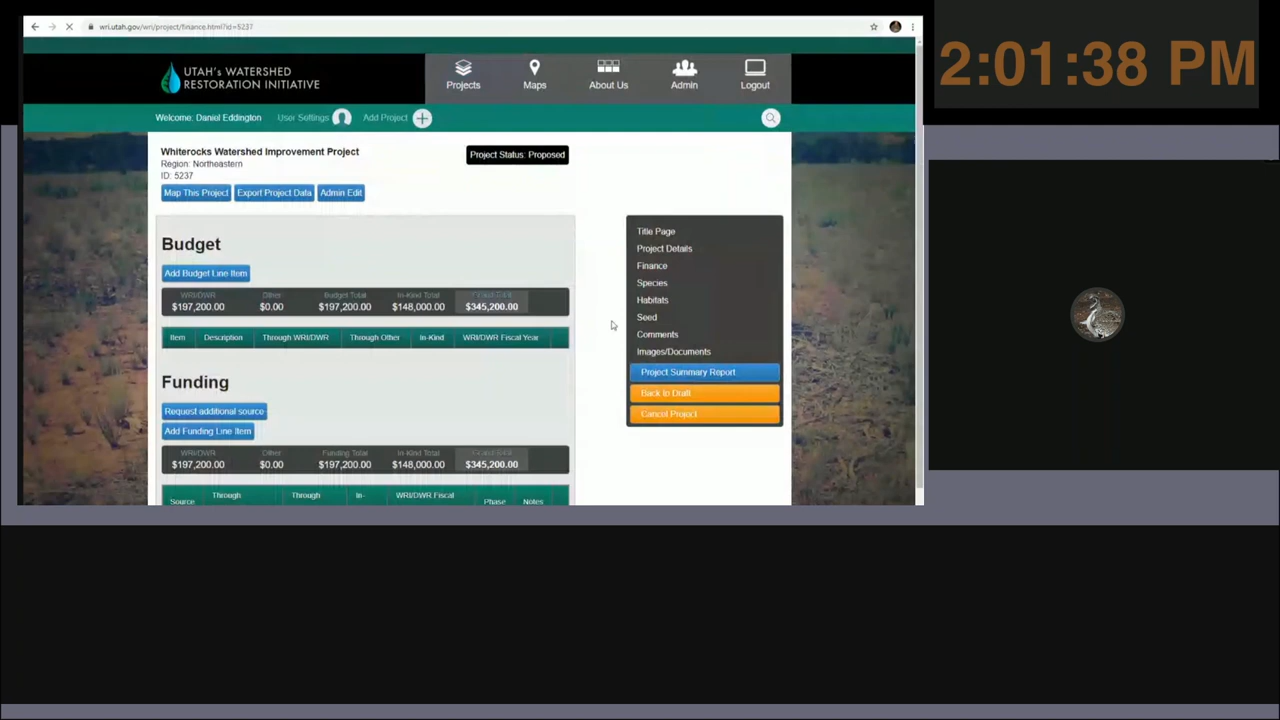 wri.utah.gov/wri/project/finance.html?id=5237
2:01:38 PM
UTAH's WATERSHED
RESTORATION INITIATIVE
Projects Maps About Us Admin Logout
Welcome: Daniel Eddington User Settings Add Project
Whiterocks Watershed Improvement Project
Region: Northeastern
ID: 5237
Project Status: Proposed
Map This Project Export Project Data Admin Edit
Budget
Add Budget Line Item
WRI/DWR Other Budget Total In-Kind Total Grand Total
$197,200.00 $0.00 $197,200.00 $148,000.00 $345,200.00
Item Description Through WRI/DWR Through Other In-Kind WRI/DWR Fiscal Year
Funding
Request additional source
Add Funding Line Item
WRI/DWR Other Funding Total In-Kind Total Grand Total
$197,200.00 $0.00 $197,200.00 $148,000.00 $345,200.00
Source Through Through In- WRI/DWR Fiscal Phase Notes
Title Page
Project Details
Finance
Species
Habitats
Seed
Comments
Images/Documents
Project Summary Report
Back to Draft
Cancel Project